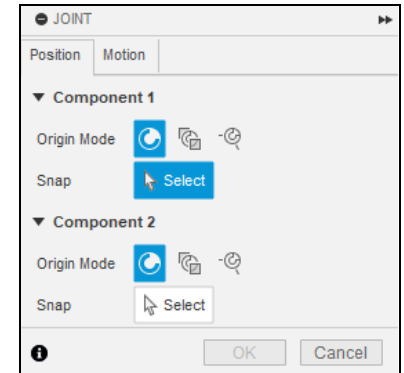 JOINT
Position Motion
Component 1
Origin Mode
Snap Select
Component 2
Origin Mode
Snap Select
OK Cancel